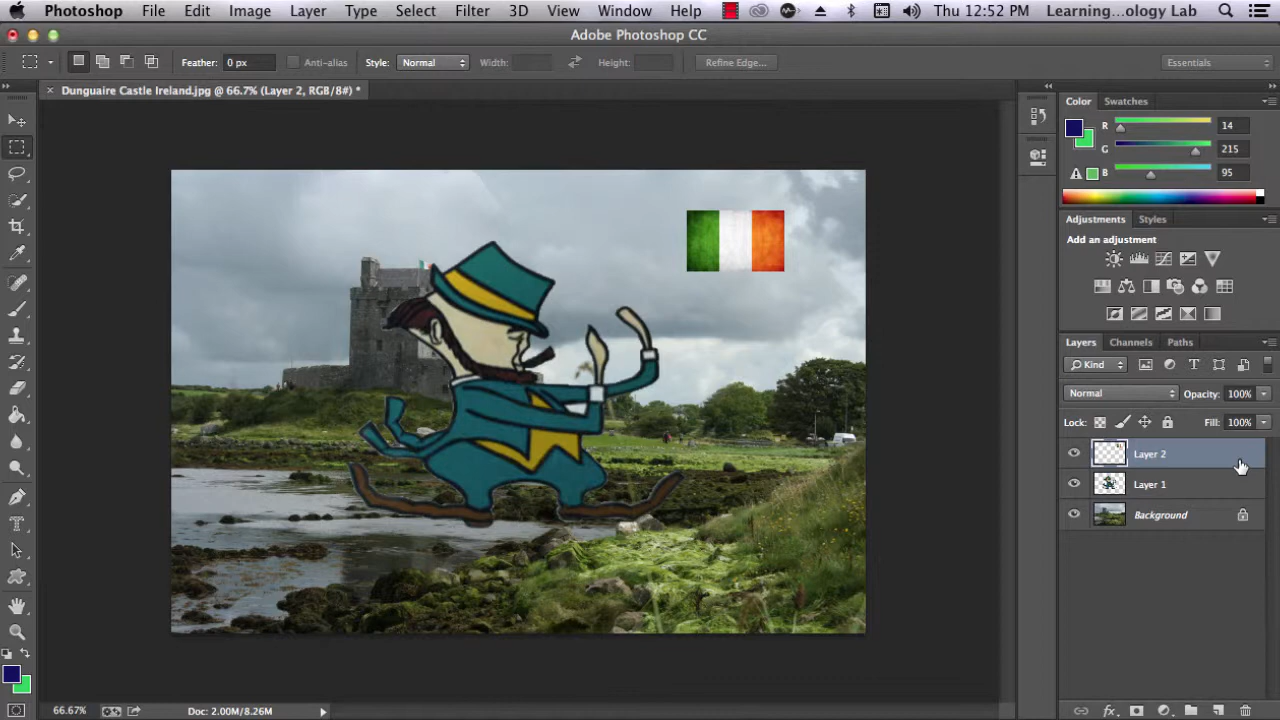 Photoshop File Edit Image Layer Type Select Filter 3D View Window Help Thu 12:52 PM Learning...ology Lab
Adobe Photoshop CC
Feather: 0 px Anti-alias Style: Normal Width: Height: Refine Edge... Essentials
Dunguaire Castle Ireland.jpg @ 66.7% (Layer 2, RGB/8#) *
Color Swatches
R 14
G 215
B 95
Adjustments Styles
Add an adjustment
Layers Channels Paths
Kind
Normal Opacity: 100%
Lock: Fill: 100%
Layer 2
Layer 1
Background
66.67% Doc: 2.00M/8.26M